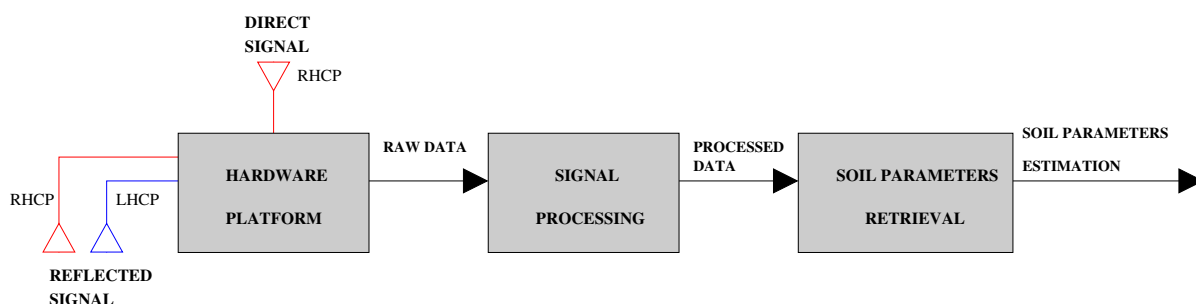 DIRECT
SIGNAL
RHCP
RHCP
LHCP
REFLECTED
SIGNAL
HARDWARE
PLATFORM
RAW DATA
SIGNAL
PROCESSING
PROCESSED
DATA
SOIL PARAMETERS
RETRIEVAL
SOIL PARAMETERS
ESTIMATION